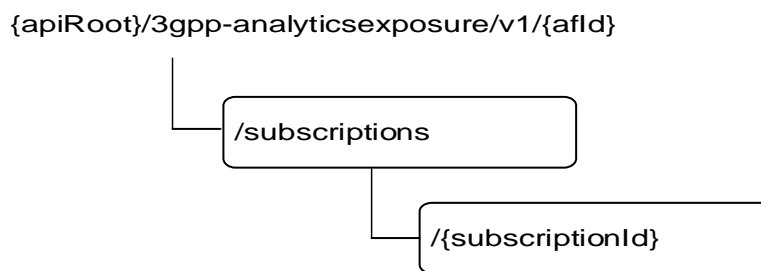 {apiRoot}/3gpp-analyticsexposure/v1/{afId}
/subscriptions
/{subscriptionId}